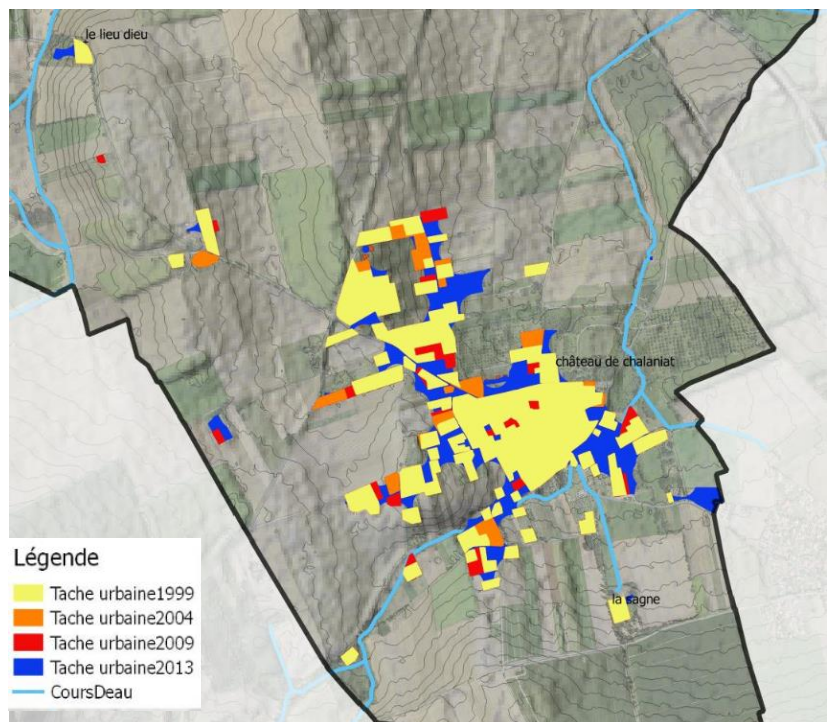 le lieu dieu
château de chalaniat
la sagne
Légende
Tache urbaine1999
Tache urbaine2004
Tache urbaine2009
Tache urbaine2013
CoursDeau